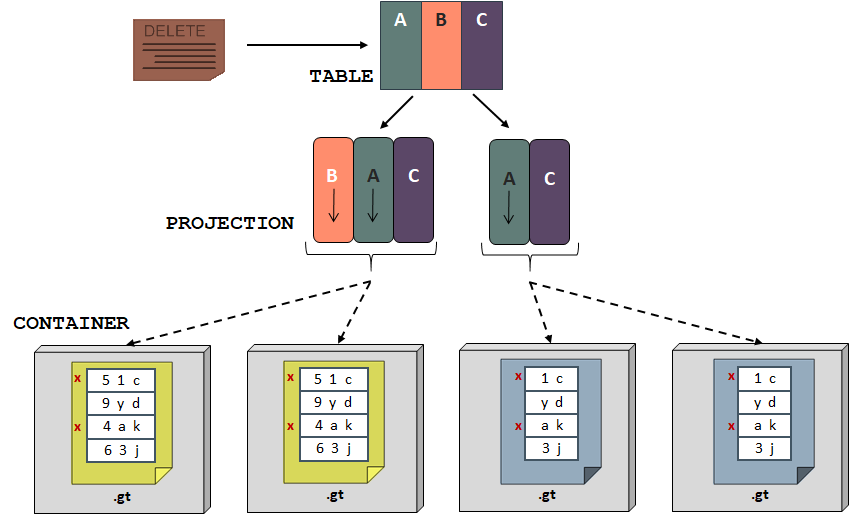 DELETE
A B C
TABLE
B A C
A C
PROJECTION
CONTAINER
x 5 1 c
9 y d
x 4 a k
6 3 j
.gt
x 5 1 c
9 y d
x 4 a k
6 3 j
.gt
x 1 c
y d
x a k
3 j
.gt
x 1 c
y d
x a k
3 j
.gt